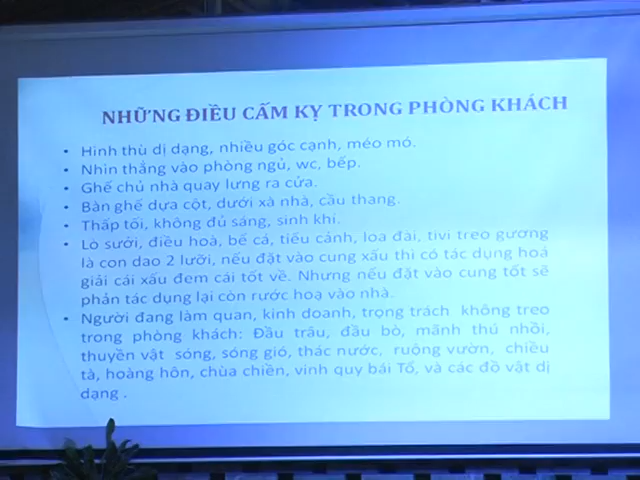 NHỮNG ĐIỀU CẤM KỴ TRONG PHÒNG KHÁCH
• Hình thù dị dạng, nhiều góc cạnh, méo mó.
• Nhìn thẳng vào phòng ngủ, wc, bếp.
• Ghế chủ nhà quay lưng ra cửa.
• Bàn ghế dựa cột, dưới xà nhà, cầu thang.
• Thấp tối, không đủ sáng, sinh khí.
• Lò sưởi, điều hoà, bể cá, tiểu cảnh, loa đài, tivi treo gương
là con dao 2 lưỡi, nếu đặt vào cung xấu thì có tác dụng hoá
giải cái xấu đem cái tốt về. Nhưng nếu đặt vào cung tốt sẽ
phản tác dụng lại còn rước hoạ vào nhà.
• Người đang làm quan, kinh doanh, trọng trách không treo
trong phòng khách: Đầu trâu, đầu bò, mãnh thú nhồi,
thuyền vật sóng, sóng gió, thác nước, ruộng vườn, chiều
tà, hoàng hôn, chùa chiền, vinh quy bái Tổ, và các đồ vật dị
dạng .